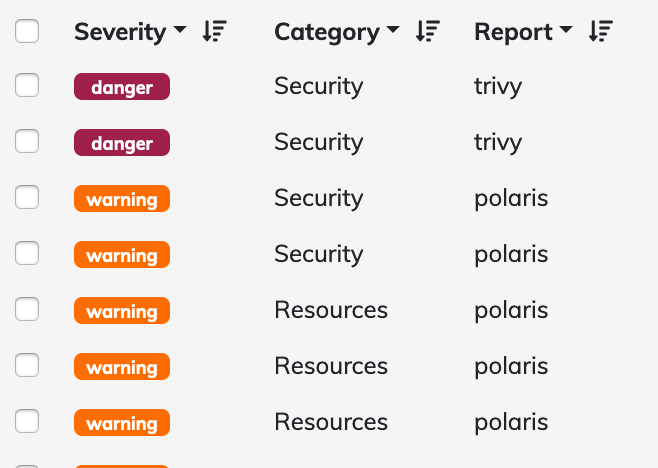 Severity Category Report
danger Security trivy
danger Security trivy
warning Security polaris
warning Security polaris
warning Resources polaris
warning Resources polaris
warning Resources polaris